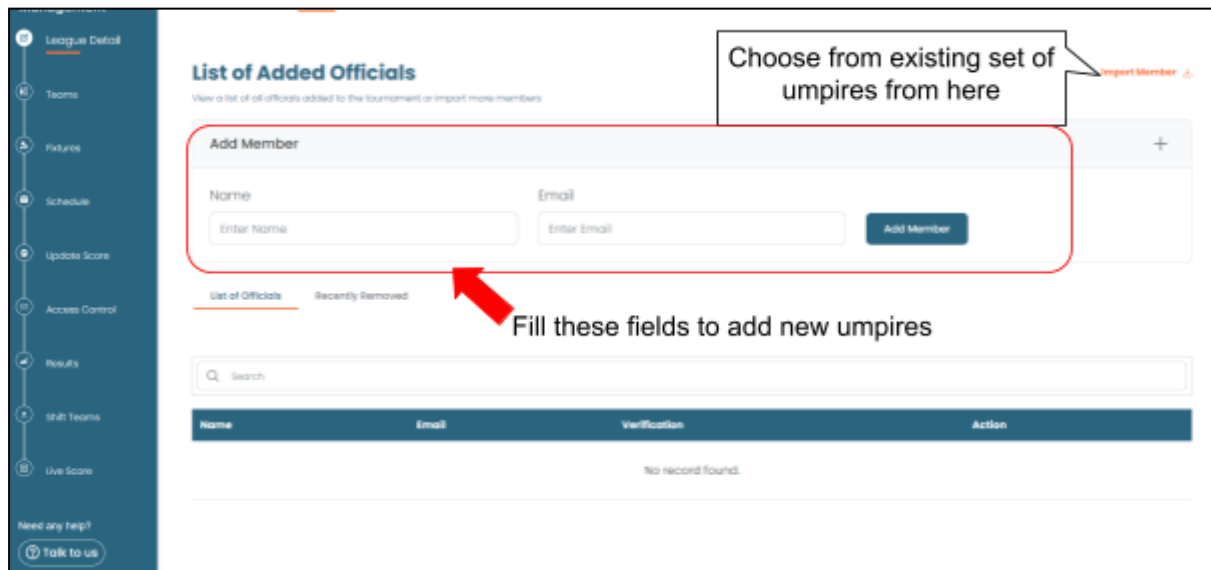 League Detail
Teams
Fixtures
Schedule
Update Score
Access Control
Results
Shift Teams
Live Score
Need any help?
Talk to us
List of Added Officials
View a list of all officials added to the tournament or import more members
Choose from existing set of
umpires from here
Import Member
Add Member
Name
Email
Enter Name
Enter Email
Add Member
List of Officials
Recently Removed
Fill these fields to add new umpires
Search
Name Email Verification Action
No record found.